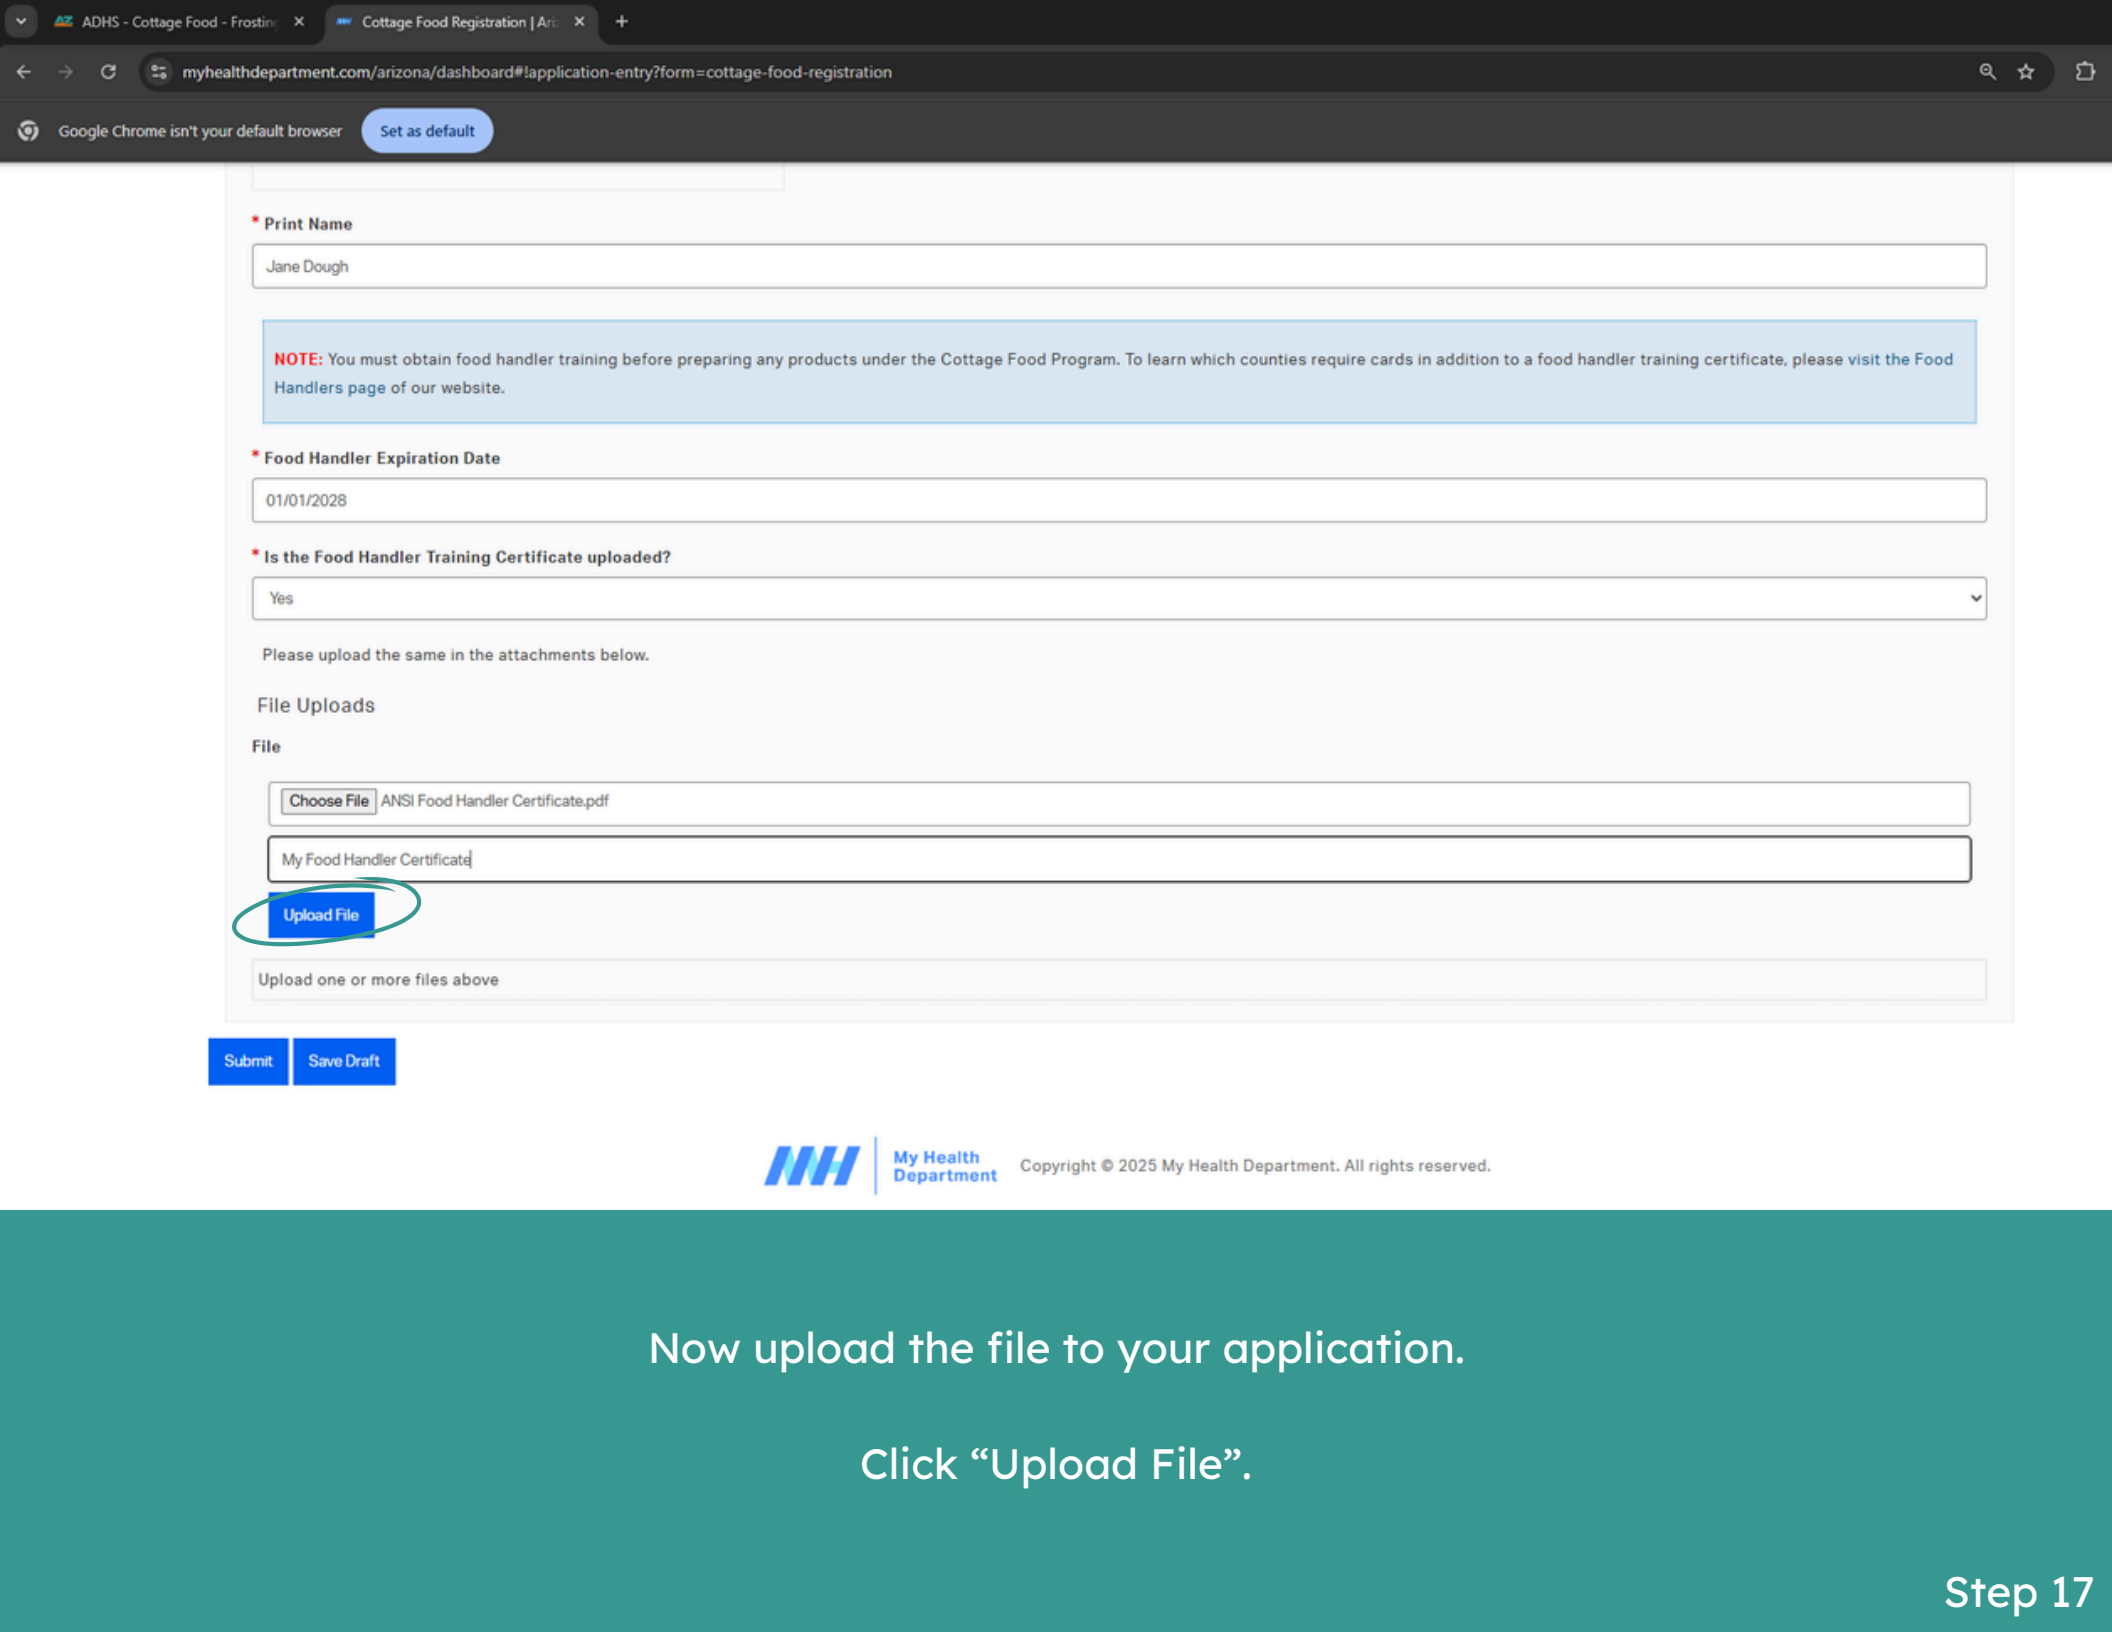 ADHS - Cottage Food - Frosting
Cottage Food Registration | Ari
myhealthdepartment.com/arizona/dashboard#!application-entry?form=cottage-food-registration
Google Chrome isn't your default browser
Set as default
* Print Name
Jane Dough
NOTE: You must obtain food handler training before preparing any products under the Cottage Food Program. To learn which counties require cards in addition to a food handler training certificate, please visit the Food
Handlers page of our website.
* Food Handler Expiration Date
01/01/2028
* Is the Food Handler Training Certificate uploaded?
Yes
Please upload the same in the attachments below.
File Uploads
File
Choose File ANSI Food Handler Certificate.pdf
My Food Handler Certificate
Upload File
Upload one or more files above
Submit
Save Draft
MH
My Health
Department
Copyright © 2025 My Health Department. All rights reserved.
Now upload the file to your application.
Click “Upload File”.
Step 17